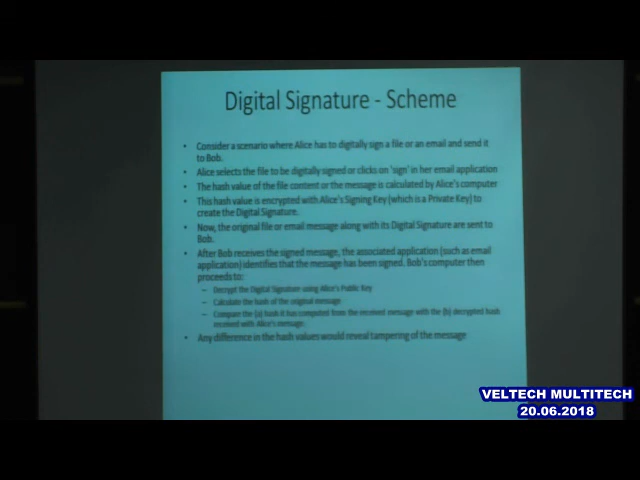 Digital Signature - Scheme
• Consider a scenario where Alice has to digitally sign a file or an email and send it
to Bob.
• Alice selects the file to be digitally signed or clicks on 'sign' in her email application
• The hash value of the file content or the message is calculated by Alice's computer
• This hash value is encrypted with Alice's Signing Key (which is a Private Key) to
create the Digital Signature.
• Now, the original file or email message along with its Digital Signature are sent to
Bob.
• After Bob receives the signed message, the associated application (such as email
application) identifies that the message has been signed. Bob's computer then
proceeds to:
– Decrypt the Digital Signature using Alice's Public Key
– Calculate the hash of the original message
– Compare the (a) hash it has computed from the received message with the (b) decrypted hash
received with Alice's message.
• Any difference in the hash values would reveal tampering of the message
VELTECH MULTITECH
20.06.2018